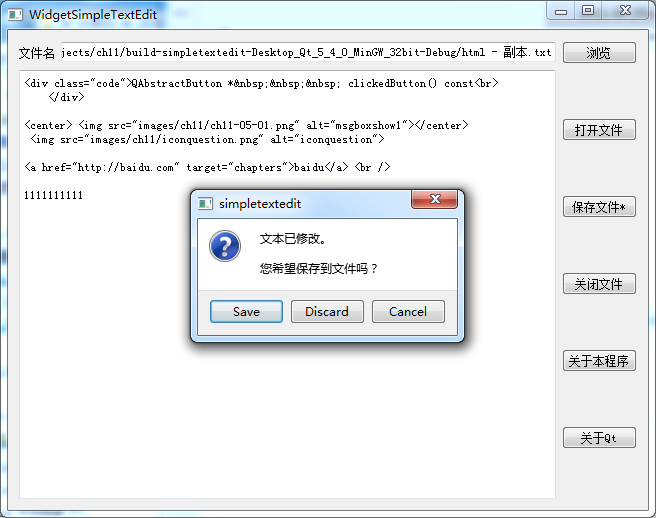 WidgetSimpleTextEdit
文件名 jects/ch11/build-simpletextedit-Desktop_Qt_5_4_0_MinGW_32bit-Debug/html - 副本.txt 浏览
<div class="code">QAbstractButton *&nbsp;&nbsp;&nbsp; clickedButton() const<br>
</div>
打开文件
<center> <img src="images/ch11/ch11-05-01.png" alt="msgboxshow1"></center>
<img src="images/ch11/iconquestion.png" alt="iconquestion">
<a href="http://baidu.com" target="chapters">baidu</a> <br />
1111111111
保存文件*
simpletextedit
文本已修改。
您希望保存到文件吗？
Save Discard Cancel
关闭文件
关于本程序
关于Qt